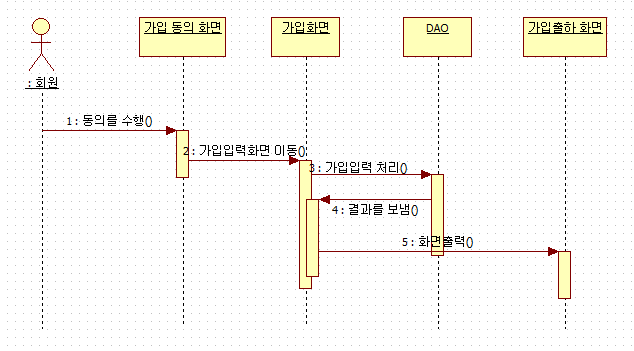 가입 동의 화면
가입화면
DAO
가입출하 화면
: 회원
1 : 동의를 수행()
2 : 가입입력화면 이동()
3 : 가입입력 처리()
4 : 결과를 보냄()
5 : 화면출력()